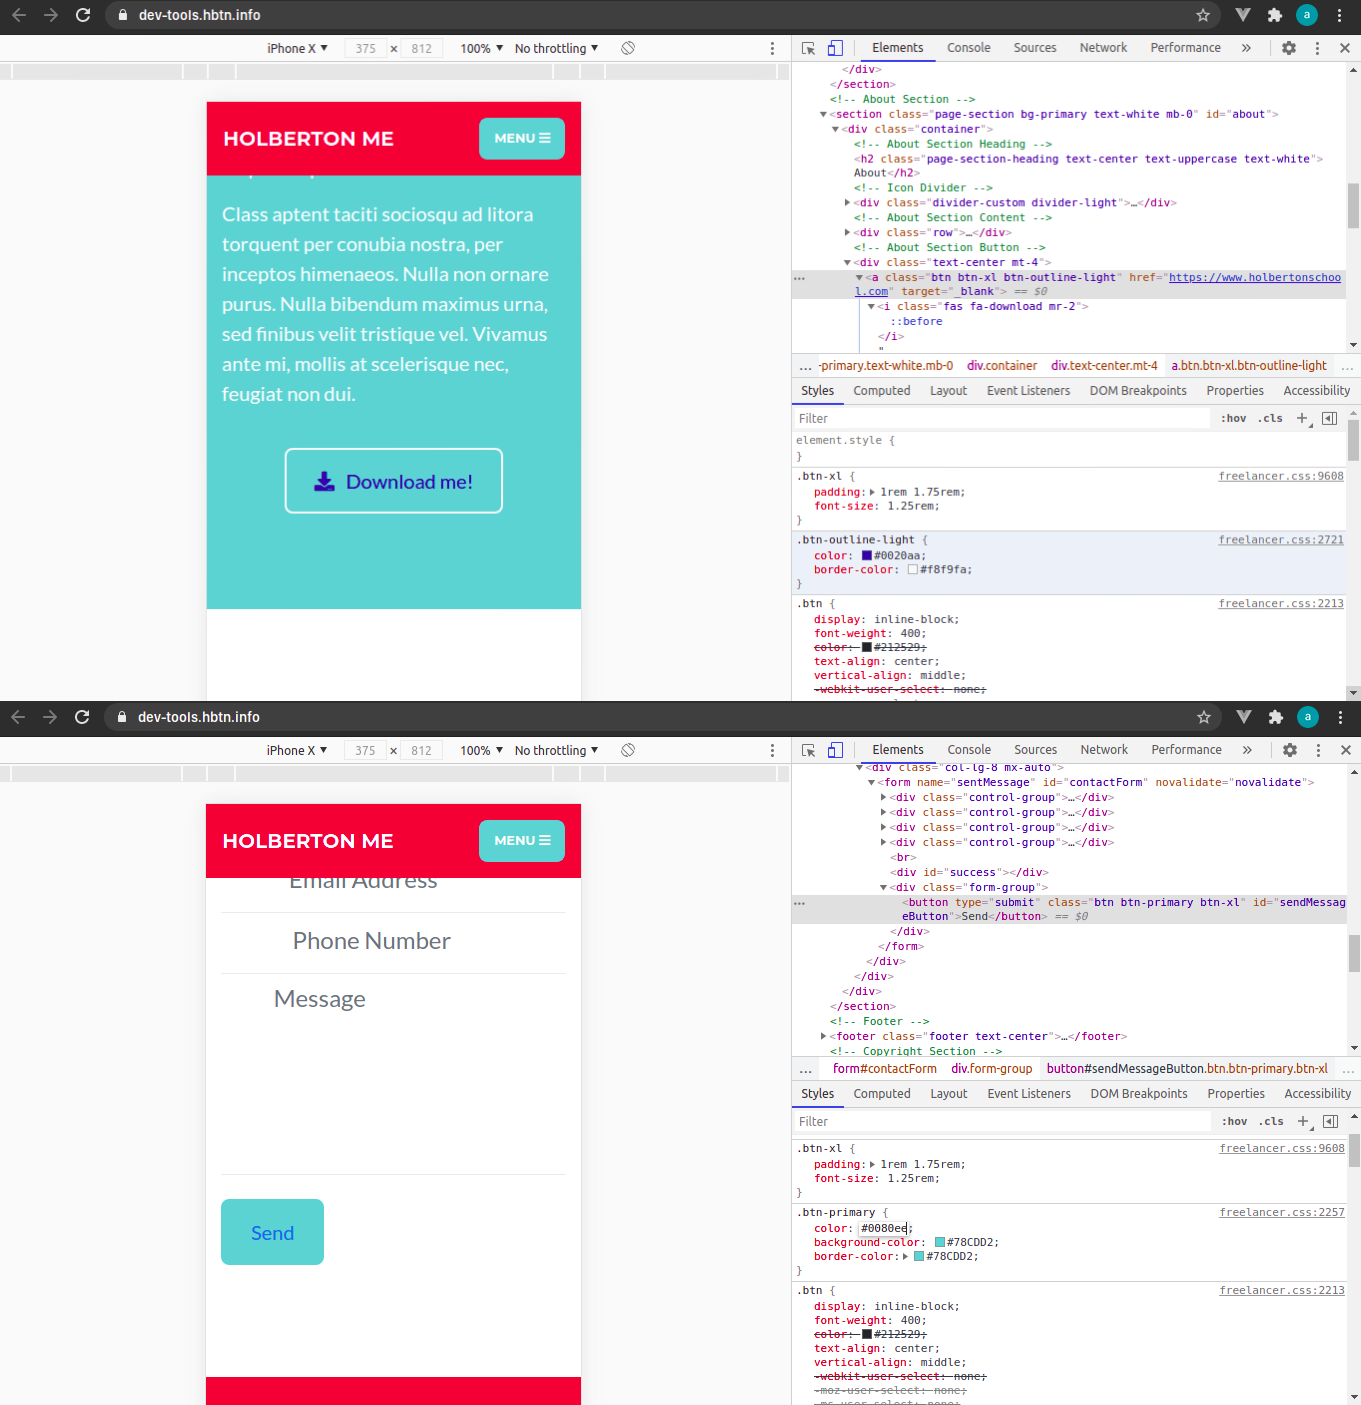 dev-tools.hbtn.info
a
iPhone X ▼ 375 × 812 100% ▼ No throttling ▼
HOLBERTON ME
MENU ☰
Class aptent taciti sociosqu ad litora
torquent per conubia nostra, per
inceptos himenaeos. Nulla non ornare
purus. Nulla bibendum maximus urna,
sed finibus velit tristique vel. Vivamus
ante mi, mollis at scelerisque nec,
feugiat non dui.
Download me!
Elements Console Sources Network Performance »
</div>
</section>
<!-- About Section -->
▼<section class="page-section bg-primary text-white mb-0" id="about">
▼<div class="container">
<!-- About Section Heading -->
<h2 class="page-section-heading text-center text-uppercase text-white">
About</h2>
<!-- Icon Divider -->
▶<div class="divider-custom divider-light">…</div>
<!-- About Section Content -->
▶<div class="row">…</div>
<!-- About Section Button -->
▼<div class="text-center mt-4">
… ▼<a class="btn btn-xl btn-outline-light" href="https://www.holbertonschoo
l.com" target="_blank"> == $0
▼<i class="fas fa-download mr-2">
::before
</i>
"
… -primary.text-white.mb-0 div.container div.text-center.mt-4 a.btn.btn-xl.btn-outline-light …
Styles Computed Layout Event Listeners DOM Breakpoints Properties Accessibility
Filter :hov .cls +
element.style {
}
.btn-xl { freelancer.css:9608
padding:▶ 1rem 1.75rem;
font-size: 1.25rem;
}
.btn-outline-light { freelancer.css:2721
color: #0020aa;
border-color: #f8f9fa;
}
.btn { freelancer.css:2213
display: inline-block;
font-weight: 400;
color: #212529;
text-align: center;
vertical-align: middle;
-webkit-user-select: none;
dev-tools.hbtn.info
a
iPhone X ▼ 375 × 812 100% ▼ No throttling ▼
HOLBERTON ME
MENU ☰
Email Address
Phone Number
Message
Send
Elements Console Sources Network Performance »
▼<div class="col-lg-8 mx-auto">
▼<form name="sentMessage" id="contactForm" novalidate="novalidate">
▶<div class="control-group">…</div>
▶<div class="control-group">…</div>
▶<div class="control-group">…</div>
▶<div class="control-group">…</div>
<br>
<div id="success"></div>
▼<div class="form-group">
… <button type="submit" class="btn btn-primary btn-xl" id="sendMessag
eButton">Send</button> == $0
</div>
</form>
</div>
</div>
</div>
</section>
<!-- Footer -->
▶<footer class="footer text-center">…</footer>
<!-- Copyright Section -->
… form#contactForm div.form-group button#sendMessageButton.btn.btn-primary.btn-xl …
Styles Computed Layout Event Listeners DOM Breakpoints Properties Accessibility
Filter :hov .cls +
.btn-xl { freelancer.css:9608
padding:▶ 1rem 1.75rem;
font-size: 1.25rem;
}
.btn-primary { freelancer.css:2257
color: #0080ee;
background-color: #78CDD2;
border-color:▶ #78CDD2;
}
.btn { freelancer.css:2213
display: inline-block;
font-weight: 400;
color: #212529;
text-align: center;
vertical-align: middle;
-webkit-user-select: none;
-moz-user-select: none;
-ms-user-select: none;